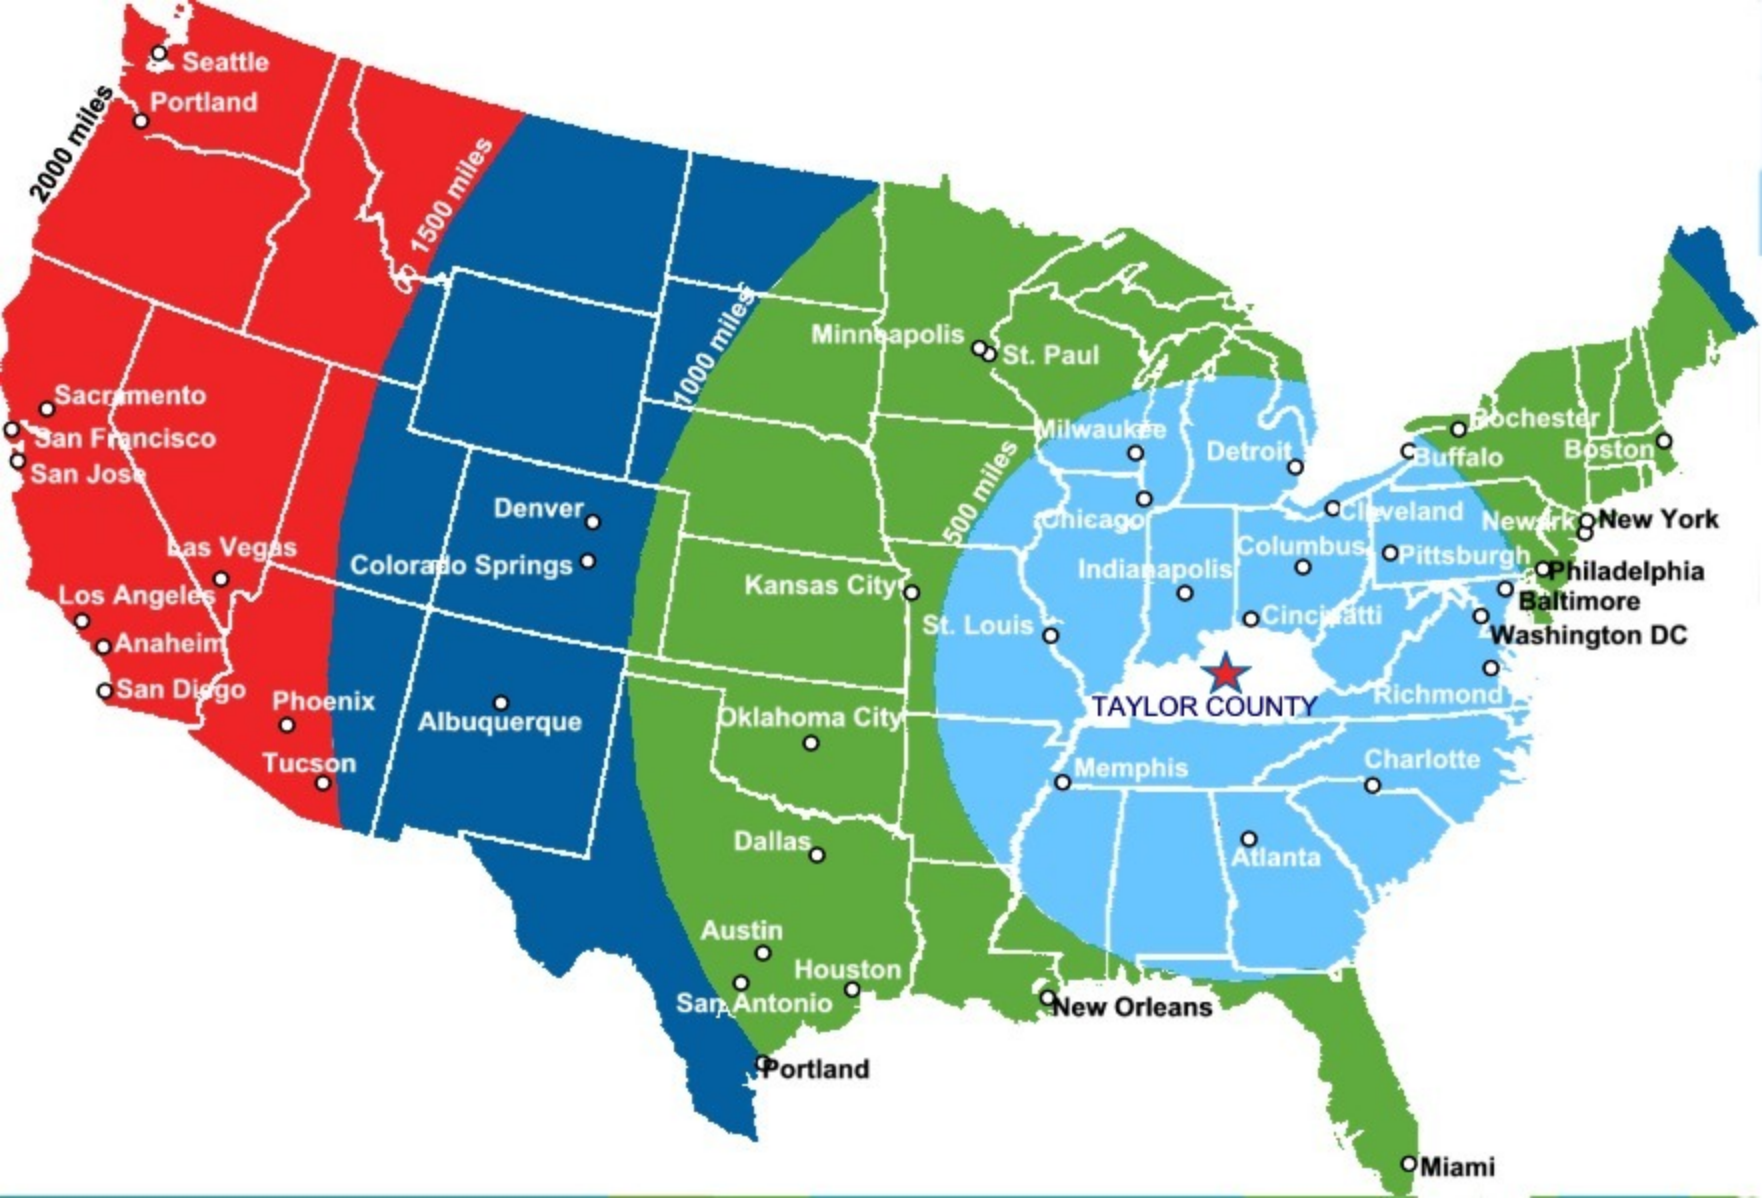 Seattle
Portland
2000 miles
1500 miles
1000 miles
Minneapolis
St. Paul
Sacramento
San Francisco
San Jose
Milwaukee
Detroit
Rochester
Buffalo
Boston
500 miles
Denver
Colorado Springs
Chicago
Cleveland
Newark
New York
Las Vegas
Los Angeles
Anaheim
San Diego
Kansas City
Indianapolis
Columbus
Pittsburgh
Philadelphia
Baltimore
Washington DC
St. Louis
Cincinatti
Richmond
TAYLOR COUNTY
Phoenix
Tucson
Albuquerque
Oklahoma City
Memphis
Charlotte
Dallas
Atlanta
Austin
Houston
San Antonio
New Orleans
Portland
Miami